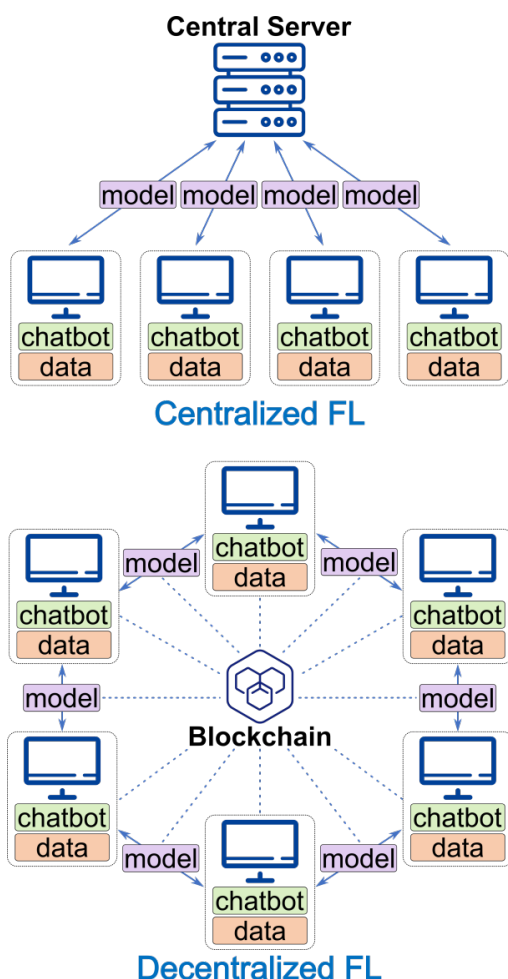 Central Server
model model model model
chatbot chatbot chatbot chatbot
data data data data
Centralized FL
chatbot
model model
data
chatbot chatbot
data data
model model
Blockchain
chatbot chatbot
data data
model model
chatbot
data
Decentralized FL